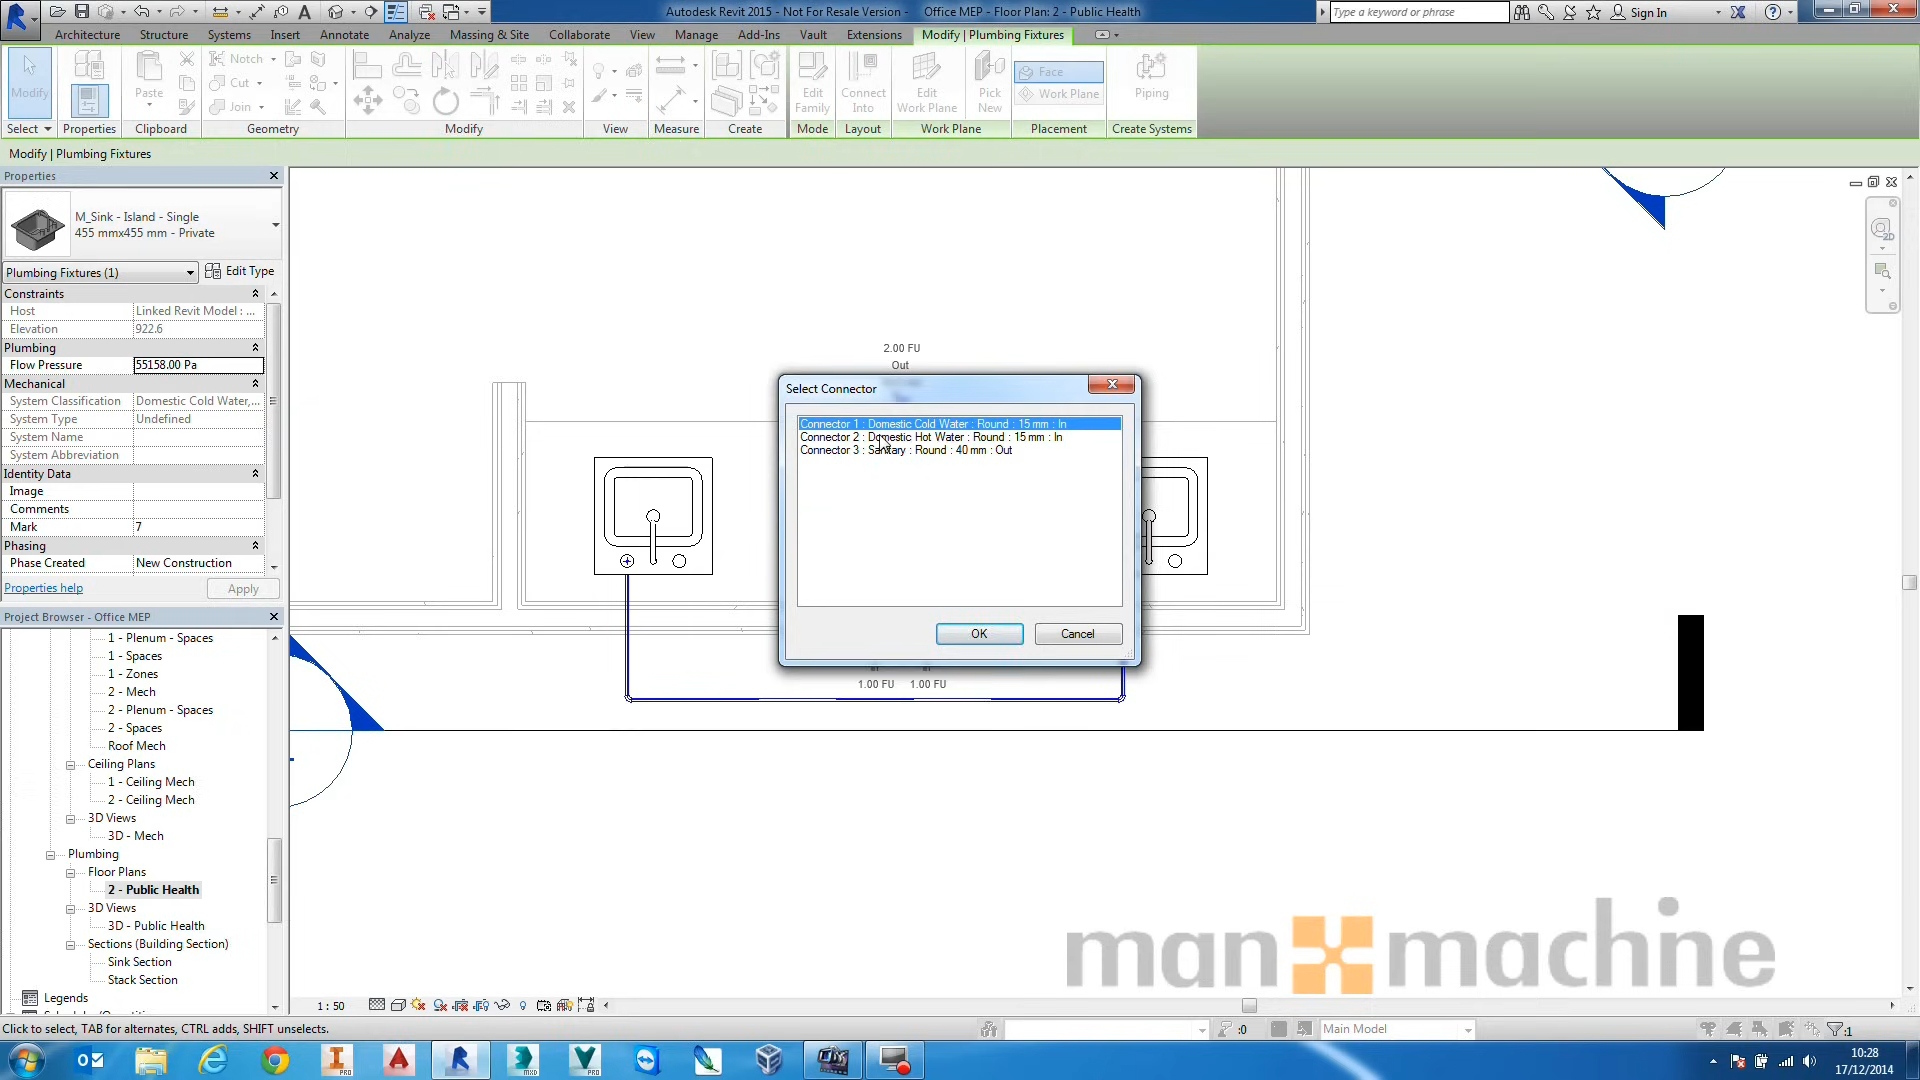 Autodesk Revit 2015 - Not For Resale Version - Office MEP - Floor Plan: 2 - Public Health
Type a keyword or phrase
Sign In
Architecture Structure Systems Insert Annotate Analyze Massing & Site Collaborate View Manage Add-Ins Vault Extensions Modify | Plumbing Fixtures
Modify
Paste
Notch
Cut
Join
Edit Family
Connect Into
Edit Work Plane
Pick New
Face
Work Plane
Piping
Select Properties Clipboard Geometry Modify View Measure Create Mode Layout Work Plane Placement Create Systems
Modify | Plumbing Fixtures
Properties
M_Sink - Island - Single
455 mmx455 mm - Private
Plumbing Fixtures (1) Edit Type
Constraints
Host Linked Revit Model : ...
Elevation 922.6
Plumbing
Flow Pressure 55158.00 Pa
Mechanical
System Classification Domestic Cold Water,...
System Type Undefined
System Name
System Abbreviation
Identity Data
Image
Comments
Mark 7
Phasing
Phase Created New Construction
Properties help Apply
Project Browser - Office MEP
1 - Plenum - Spaces
1 - Spaces
1 - Zones
2 - Mech
2 - Plenum - Spaces
2 - Spaces
Roof Mech
Ceiling Plans
1 - Ceiling Mech
2 - Ceiling Mech
3D Views
3D - Mech
Plumbing
Floor Plans
2 - Public Health
3D Views
3D - Public Health
Sections (Building Section)
Sink Section
Stack Section
Legends
2.00 FU
Out
Select Connector
Connector 1 : Domestic Cold Water : Round : 15 mm : In
Connector 2 : Domestic Hot Water : Round : 15 mm : In
Connector 3 : Sanitary : Round : 40 mm : Out
OK Cancel
1.00 FU 1.00 FU
2D
man machine
1 : 50
Click to select, TAB for alternates, CTRL adds, SHIFT unselects.
:0
Main Model
:1
10:28
17/12/2014